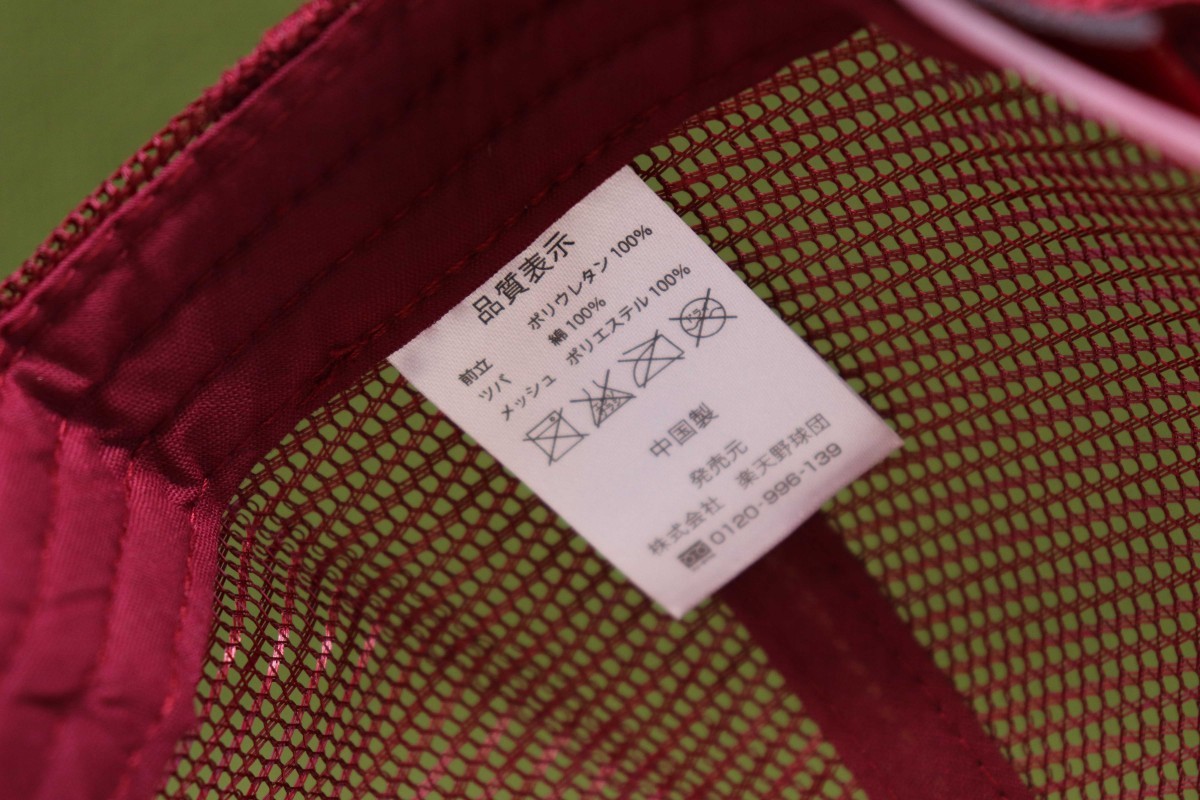 品質表示
前立 ポリウレタン 100%
ツバ 綿 100%
メッシュ ポリエステル 100%
中国製
発売元
株式会社 楽天野球団
0120-996-139